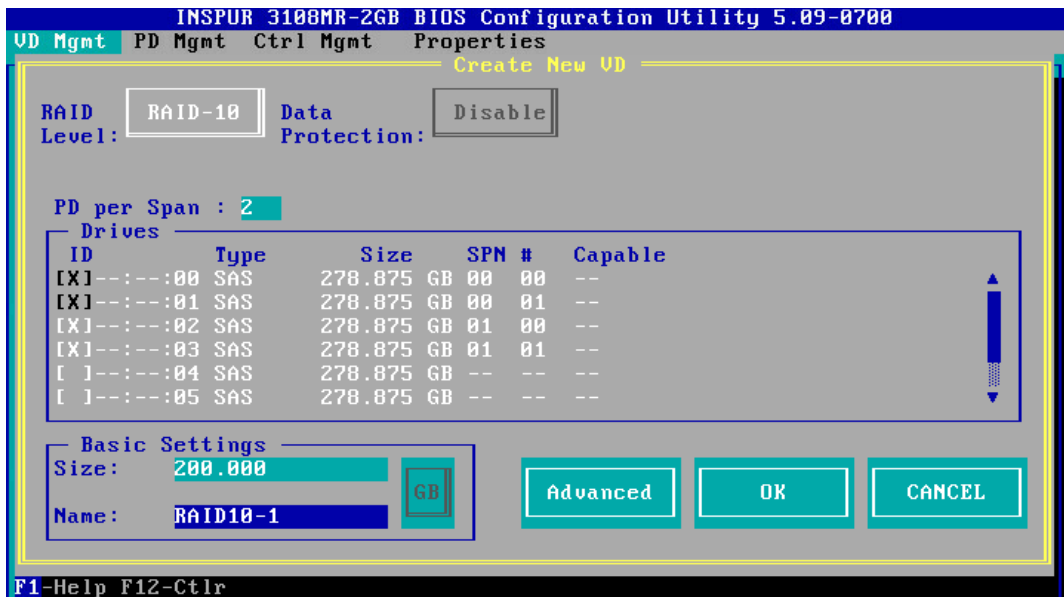 INSPUR 3108MR-2GB BIOS Configuration Utility 5.09-0700
VD Mgmt PD Mgmt Ctrl Mgmt Properties
Create New VD
RAID Level: RAID-10 Data Protection: Disable
PD per Span : 2
Drives
ID Type Size SPN # Capable
[X]--:--:00 SAS 278.875 GB 00 00 --
[X]--:--:01 SAS 278.875 GB 00 01 --
[X]--:--:02 SAS 278.875 GB 01 00 --
[X]--:--:03 SAS 278.875 GB 01 01 --
[ ]--:--:04 SAS 278.875 GB -- -- --
[ ]--:--:05 SAS 278.875 GB -- -- --
Basic Settings
Size: 200.000 GB
Name: RAID10-1
Advanced OK CANCEL
F1-Help F12-Ctlr